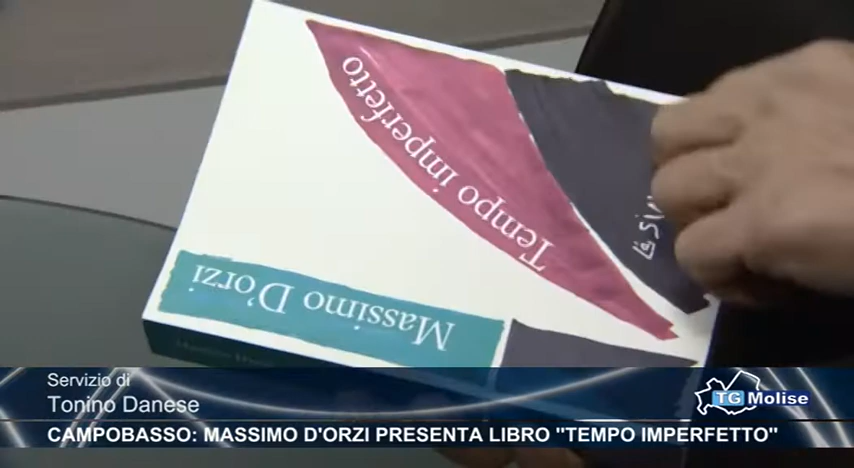 Tempo imperfetto
Massimo D'orzi
Servizio di
Tonino Danese
TG Molise
CAMPOBASSO: MASSIMO D'ORZI PRESENTA LIBRO "TEMPO IMPERFETTO"